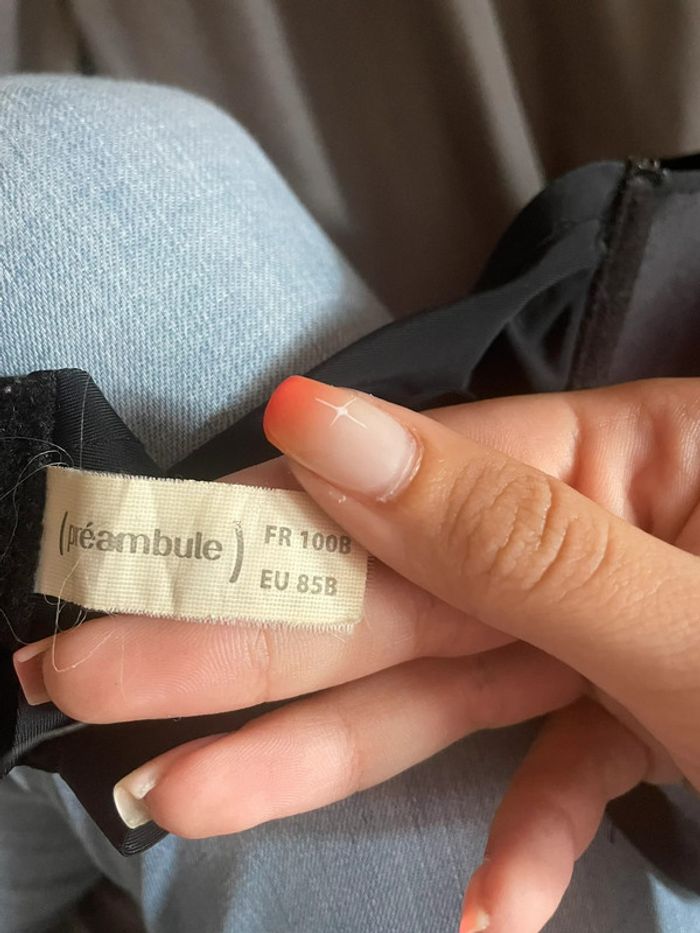 (préambule)
FR 100B
EU 85B